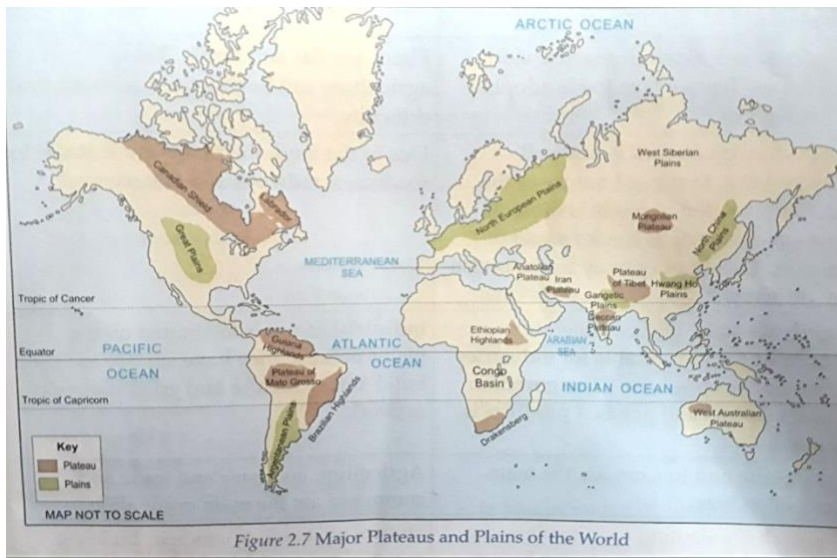 ARCTIC OCEAN
Canadian Shield
Labrador
Great Plains
West Siberian
Plains
North European Plains
Mongolian
Plateau
North China
Plains
MEDITERRANEAN
SEA
Anatolian
Plateau
Iran
Plateau
Plateau
of Tibet
Hwang Ho
Plains
Gangetic
Plains
Deccan
Plateau
Tropic of Cancer
Ethiopian
Highlands
ARABIAN
SEA
Guiana
Highlands
ATLANTIC
OCEAN
Equator
PACIFIC
OCEAN
Congo
Basin
INDIAN OCEAN
Plateau of
Mato Grosso
Brazilian Highlands
Tropic of Capricorn
Drakensberg
West Australian
Plateau
Key
Plateau
Plains
MAP NOT TO SCALE
Figure 2.7 Major Plateaus and Plains of the World